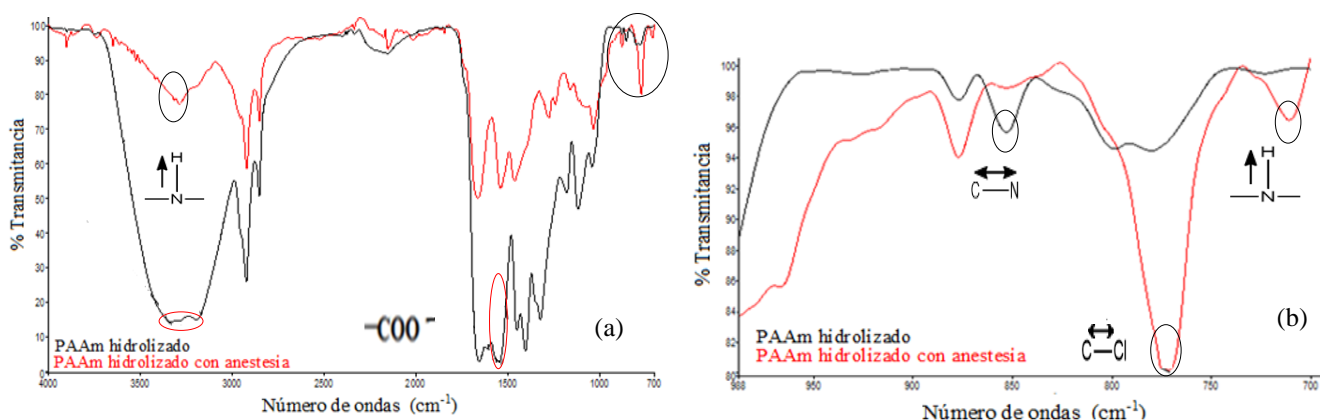 (a)
% Transmitancia
100
90
80
70
60
50
40
30
20
10
0
H
N
-COO⁻
PAAm hidrolizado
PAAm hidrolizado con anestesia
4000 3500 3000 2500 2000 1500 1000 700
Número de ondas (cm⁻¹)
(b)
% Transmitancia
100
98
96
94
92
90
88
86
84
82
80
C—N
H
N
C—Cl
PAAm hidrolizado
PAAm hidrolizado con anestesia
988 950 900 850 800 750 700
Número de ondas (cm⁻¹)